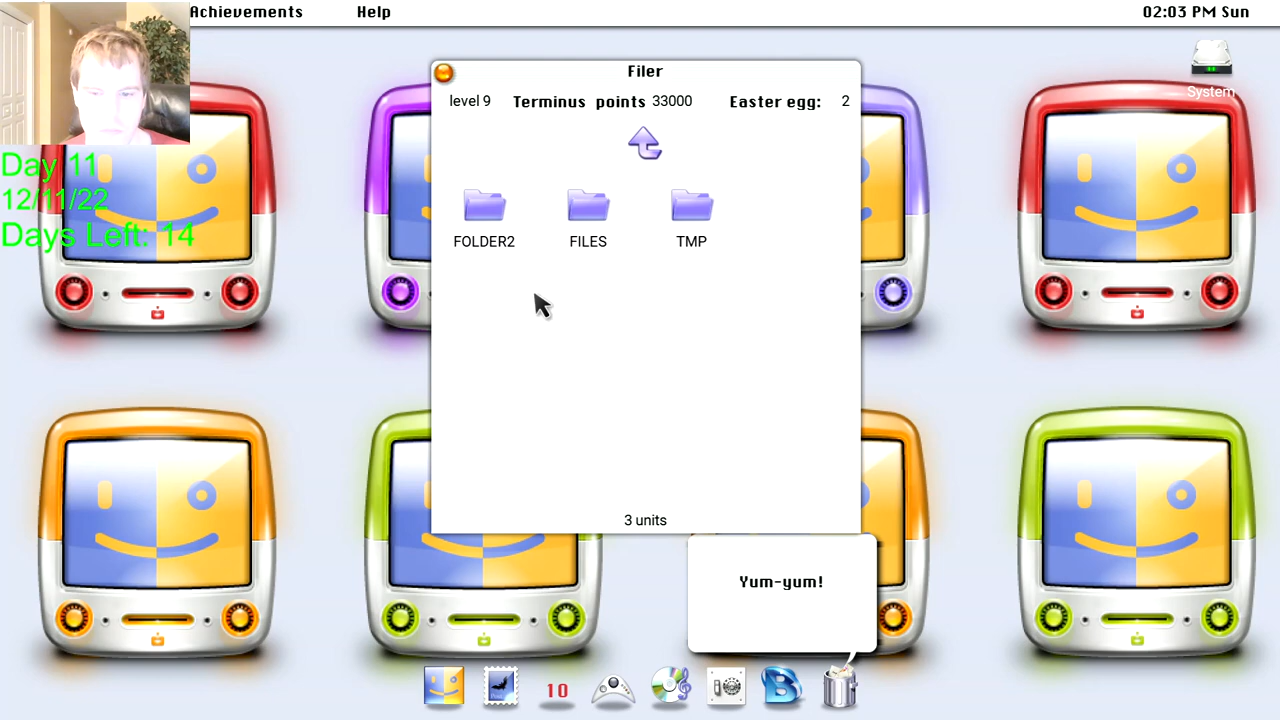 Achievements Help 02:03 PM Sun
Filer
level 9 Terminus points 33000 Easter egg: 2
System
Day 11
12/11/22
Days Left: 14
FOLDER2 FILES TMP
3 units
Yum-yum!
10